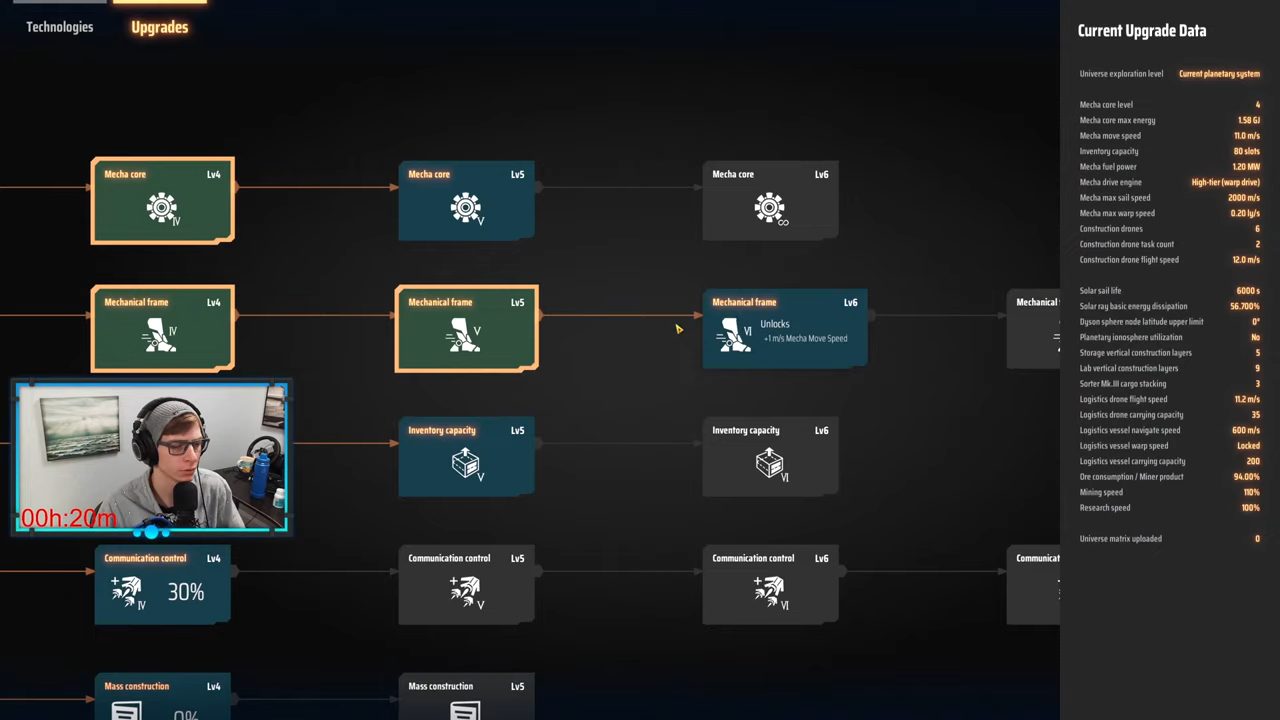 Technologies
Upgrades
Current Upgrade Data
Universe exploration level Current planetary system
Mecha core level 4
Mecha core max energy 1.58 GJ
Mecha move speed 11.0 m/s
Inventory capacity 80 slots
Mecha fuel power 1.20 MW
Mecha drive engine High-tier (warp drive)
Mecha max sail speed 2000 m/s
Mecha max warp speed 0.20 ly/s
Construction drones 6
Construction drone task count 2
Construction drone flight speed 12.0 m/s
Solar sail life 6000 s
Solar ray basic energy dissipation 56.700%
Dyson sphere node latitude upper limit 0°
Planetary ionosphere utilization No
Storage vertical construction layers 5
Lab vertical construction layers 9
Sorter Mk.III cargo stacking 3
Logistics drone flight speed 11.2 m/s
Logistics drone carrying capacity 35
Logistics vessel navigate speed 600 m/s
Logistics vessel warp speed Locked
Logistics vessel carrying capacity 200
Ore consumption / Miner product 94.00%
Mining speed 110%
Research speed 100%
Universe matrix uploaded 0
Mecha core Lv4
IV
Mecha core Lv5
V
Mecha core Lv6
∞
Mechanical frame Lv4
IV
Mechanical frame Lv5
V
Mechanical frame Lv6
VI
Unlocks
+1 m/s Mecha Move Speed
Mechanical
Inventory capacity Lv5
V
Inventory capacity Lv6
VI
00h:20m
Communication control Lv4
IV 30%
Communication control Lv5
V
Communication control Lv6
VI
Mass construction Lv4
0%
Mass construction Lv5